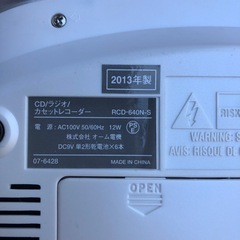 2013年製
CD/ラジオ/
カセットレコーダー RCD-640N-S
電 源:AC100V 50/60Hz 12W
株式会社 オーム電機
DC9V 単2形乾電池×6本
07-6428 MADE IN CHINA
RIS
WARNING:
AVIS: RISQUE DE
OPEN